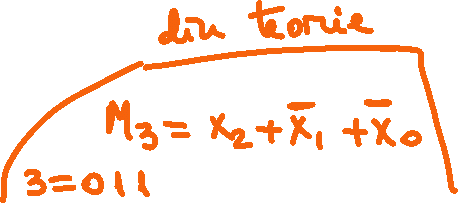 din teorie
M₃ = x₂ + x̅₁ + x̅₀
3=011